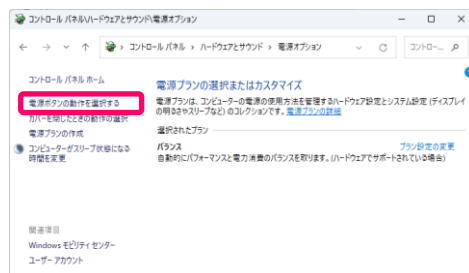 コントロール パネル\ハードウェアとサウンド\電源オプション
コントロール パネル › ハードウェアとサウンド › 電源オプション
コントロー...
コントロール パネル ホーム
電源ボタンの動作を選択する
カバーを閉じたときの動作の選択
電源プランの作成
コンピューターがスリープ状態になる
時間を変更
電源プランの選択またはカスタマイズ
電源プランは、コンピューターの電源の使用方法を管理するハードウェア設定とシステム設定 (ディスプレイ
の明るさやスリープなど) のコレクションです。電源プランの詳細
選択されたプラン
バランス
プラン設定の変更
自動的にパフォーマンスと電力消費のバランスを取ります。(ハードウェアでサポートされている場合)
関連項目
Windows モビリティ センター
ユーザー アカウント